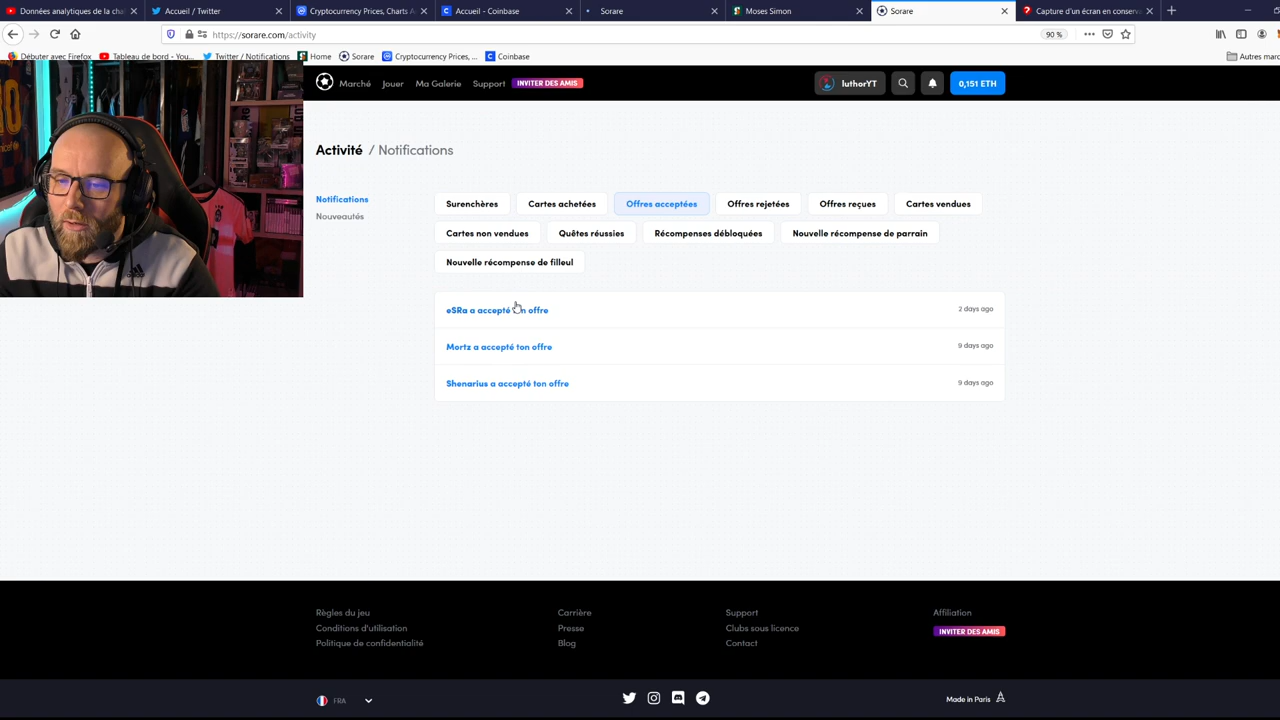 Données analytiques de la cha
Accueil / Twitter
Cryptocurrency Prices, Charts A
Accueil - Coinbase
Sorare
Moses Simon
Sorare
Capture d'un écran en conserva
https://sorare.com/activity
90 %
Débuter avec Firefox
Tableau de bord - You...
Twitter / Notifications
Home
Sorare
Cryptocurrency Prices, ...
Coinbase
Autres marq
Marché
Jouer
Ma Galerie
Support
INVITER DES AMIS
luthorYT
0,151 ETH
Activité / Notifications
Notifications
Nouveautés
Surenchères
Cartes achetées
Offres acceptées
Offres rejetées
Offres reçues
Cartes vendues
Cartes non vendues
Quêtes réussies
Récompenses débloquées
Nouvelle récompense de parrain
Nouvelle récompense de filleul
eSRa a accepté ton offre
2 days ago
Mortz a accepté ton offre
9 days ago
Shenarius a accepté ton offre
9 days ago
Règles du jeu
Conditions d'utilisation
Politique de confidentialité
Carrière
Presse
Blog
Support
Clubs sous licence
Contact
Affiliation
INVITER DES AMIS
FRA
Made in Paris